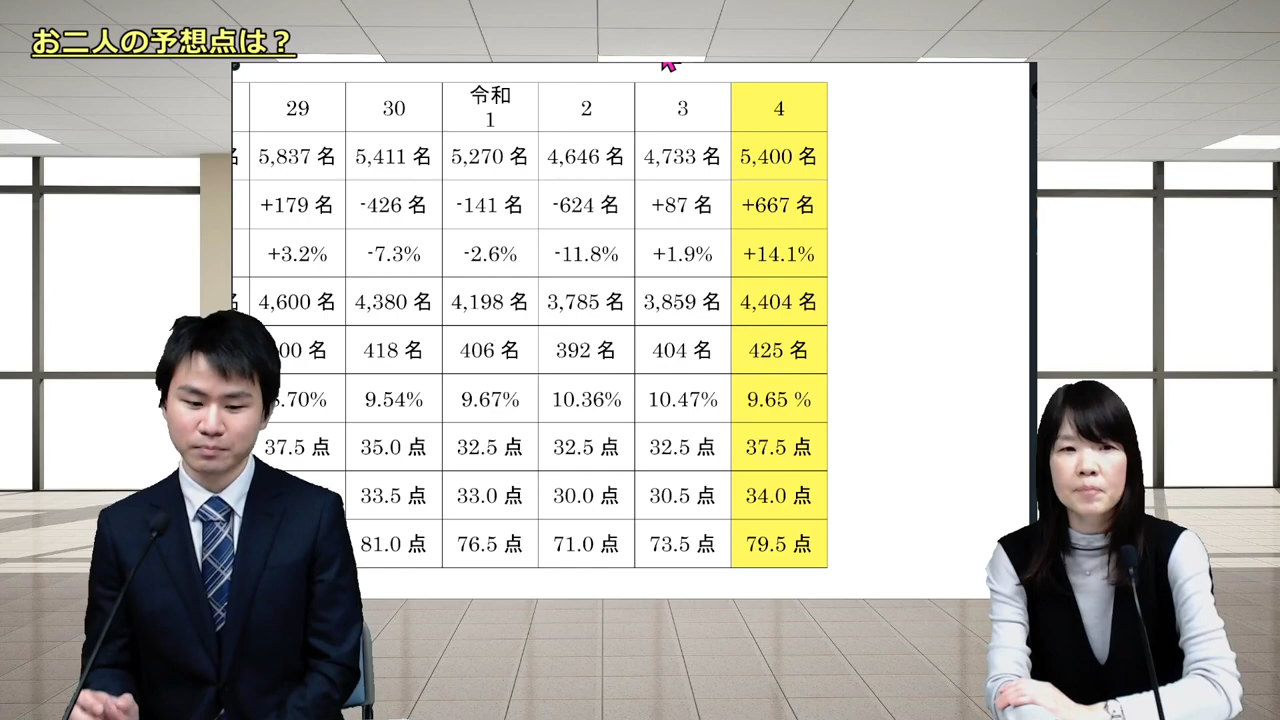 お二人の予想点は？
29 30 令和1 2 3 4
5,837 名 5,411 名 5,270 名 4,646 名 4,733 名 5,400 名
+179 名 -426 名 -141 名 -624 名 +87 名 +667 名
+3.2% -7.3% -2.6% -11.8% +1.9% +14.1%
4,600 名 4,380 名 4,198 名 3,785 名 3,859 名 4,404 名
00 名 418 名 406 名 392 名 404 名 425 名
.70% 9.54% 9.67% 10.36% 10.47% 9.65 %
37.5 点 35.0 点 32.5 点 32.5 点 32.5 点 37.5 点
33.5 点 33.0 点 30.0 点 30.5 点 34.0 点
81.0 点 76.5 点 71.0 点 73.5 点 79.5 点